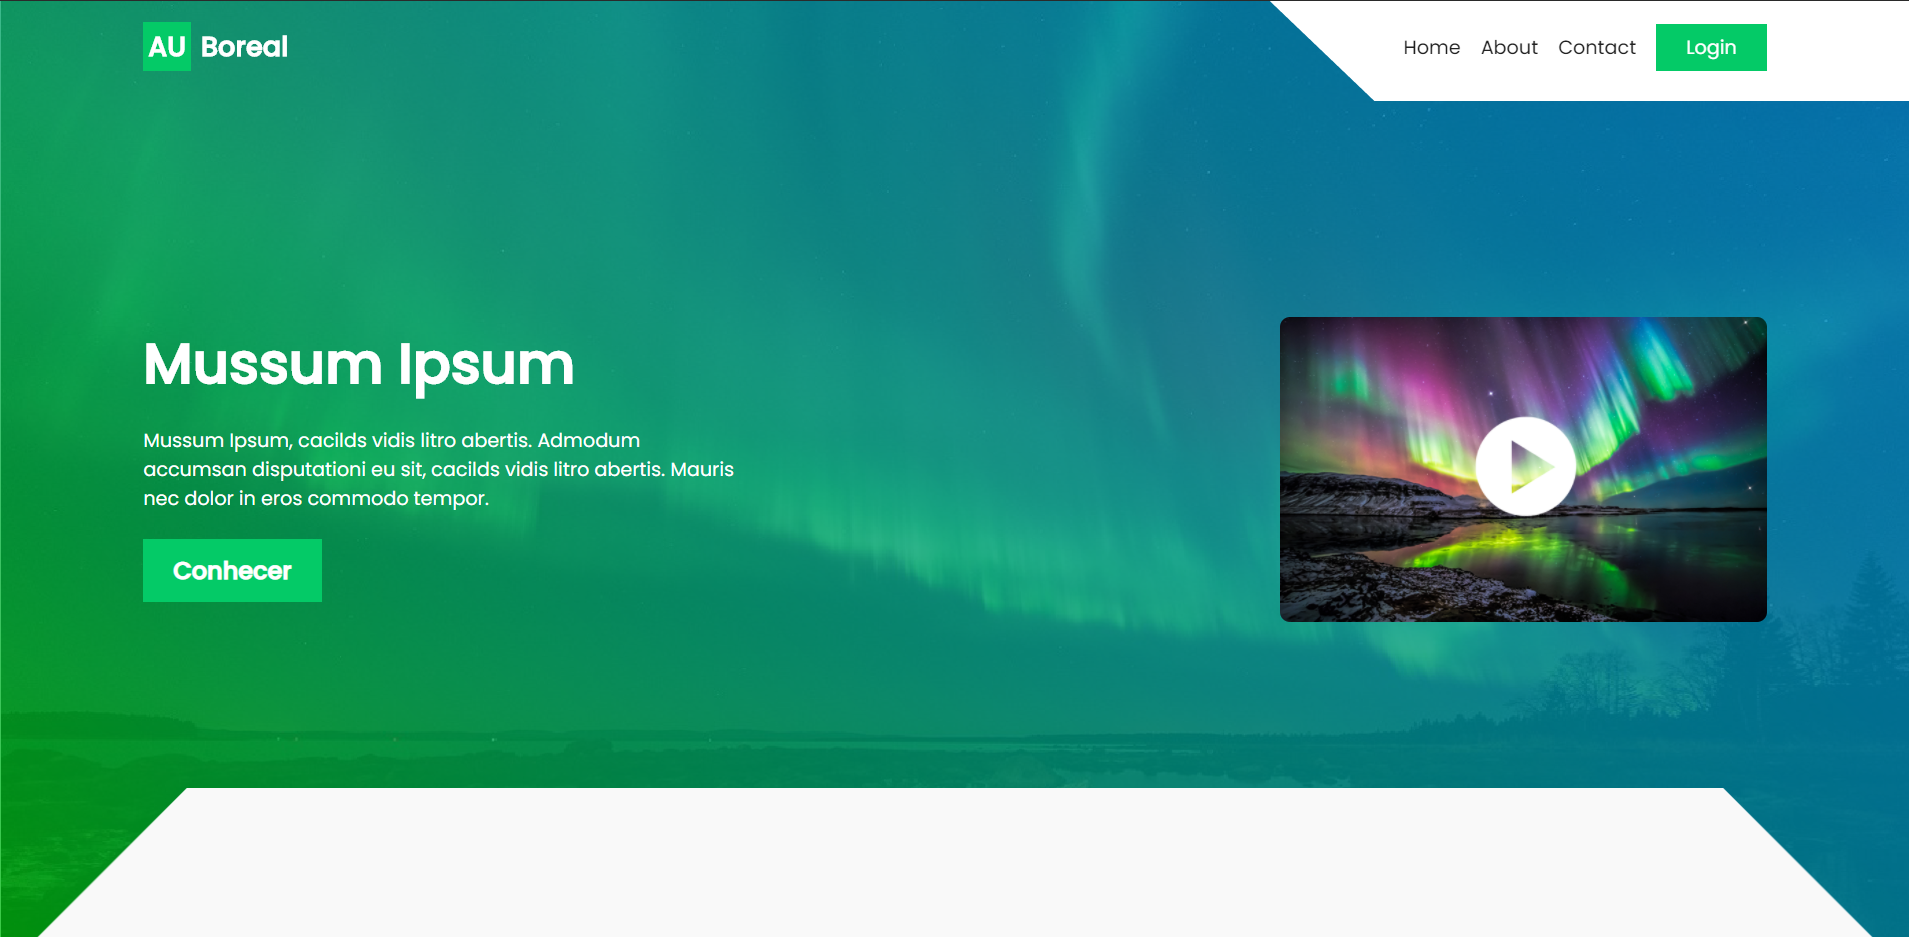 AU Boreal
Home About Contact Login
Mussum Ipsum
Mussum Ipsum, cacilds vidis litro abertis. Admodum
accumsan disputationi eu sit, cacilds vidis litro abertis. Mauris
nec dolor in eros commodo tempor.
Conhecer